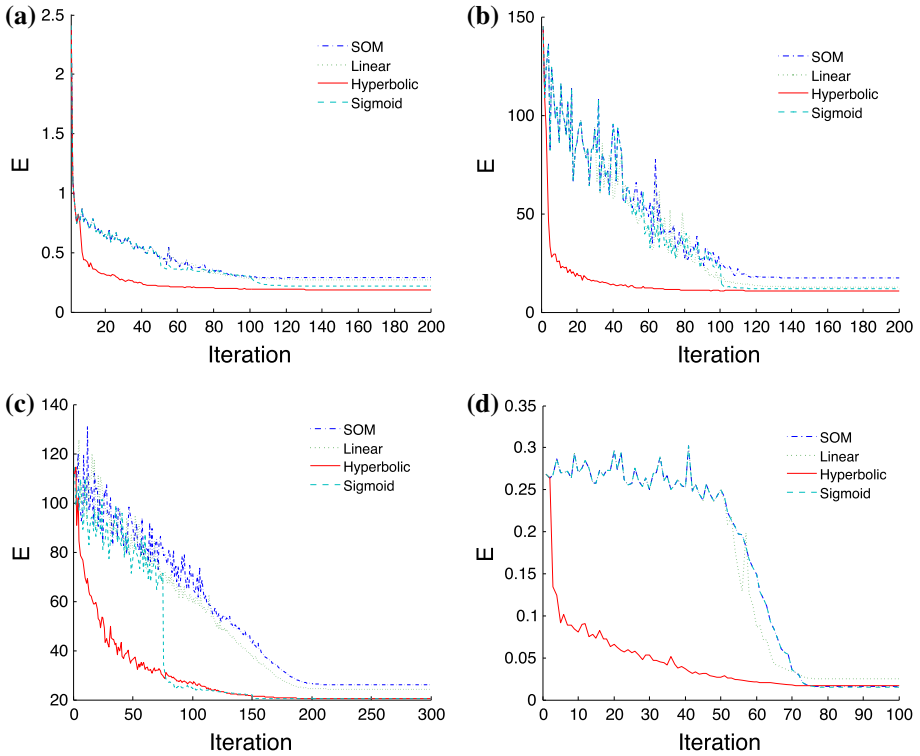 (a)
2.5
2
1.5
1
0.5
0
E
20 40 60 80 100 120 140 160 180 200
Iteration
SOM
Linear
Hyperbolic
Sigmoid
(b)
150
100
50
0
E
0 20 40 60 80 100 120 140 160 180 200
Iteration
SOM
Linear
Hyperbolic
Sigmoid
(c)
140
120
100
80
60
40
20
E
0 50 100 150 200 250 300
Iteration
SOM
Linear
Hyperbolic
Sigmoid
(d)
0.35
0.3
0.25
0.2
0.15
0.1
0.05
0
E
0 10 20 30 40 50 60 70 80 90 100
Iteration
SOM
Linear
Hyperbolic
Sigmoid